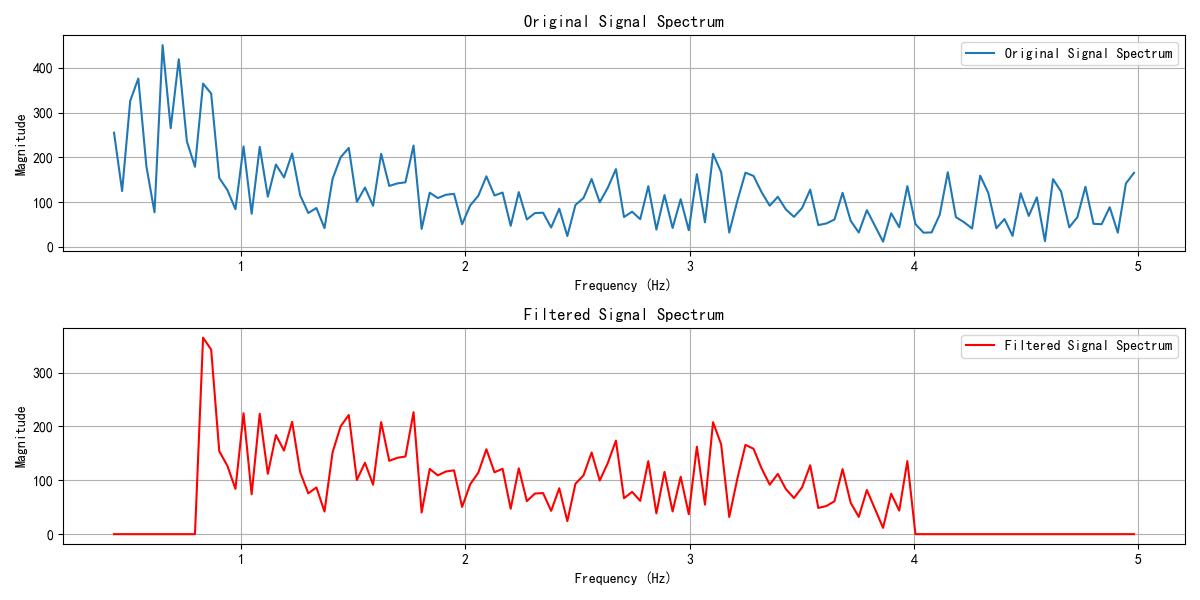 Original Signal Spectrum
Original Signal Spectrum
Magnitude
400
300
200
100
0
1
2
3
4
5
Frequency (Hz)
Filtered Signal Spectrum
Filtered Signal Spectrum
Magnitude
300
200
100
0
1
2
3
4
5
Frequency (Hz)